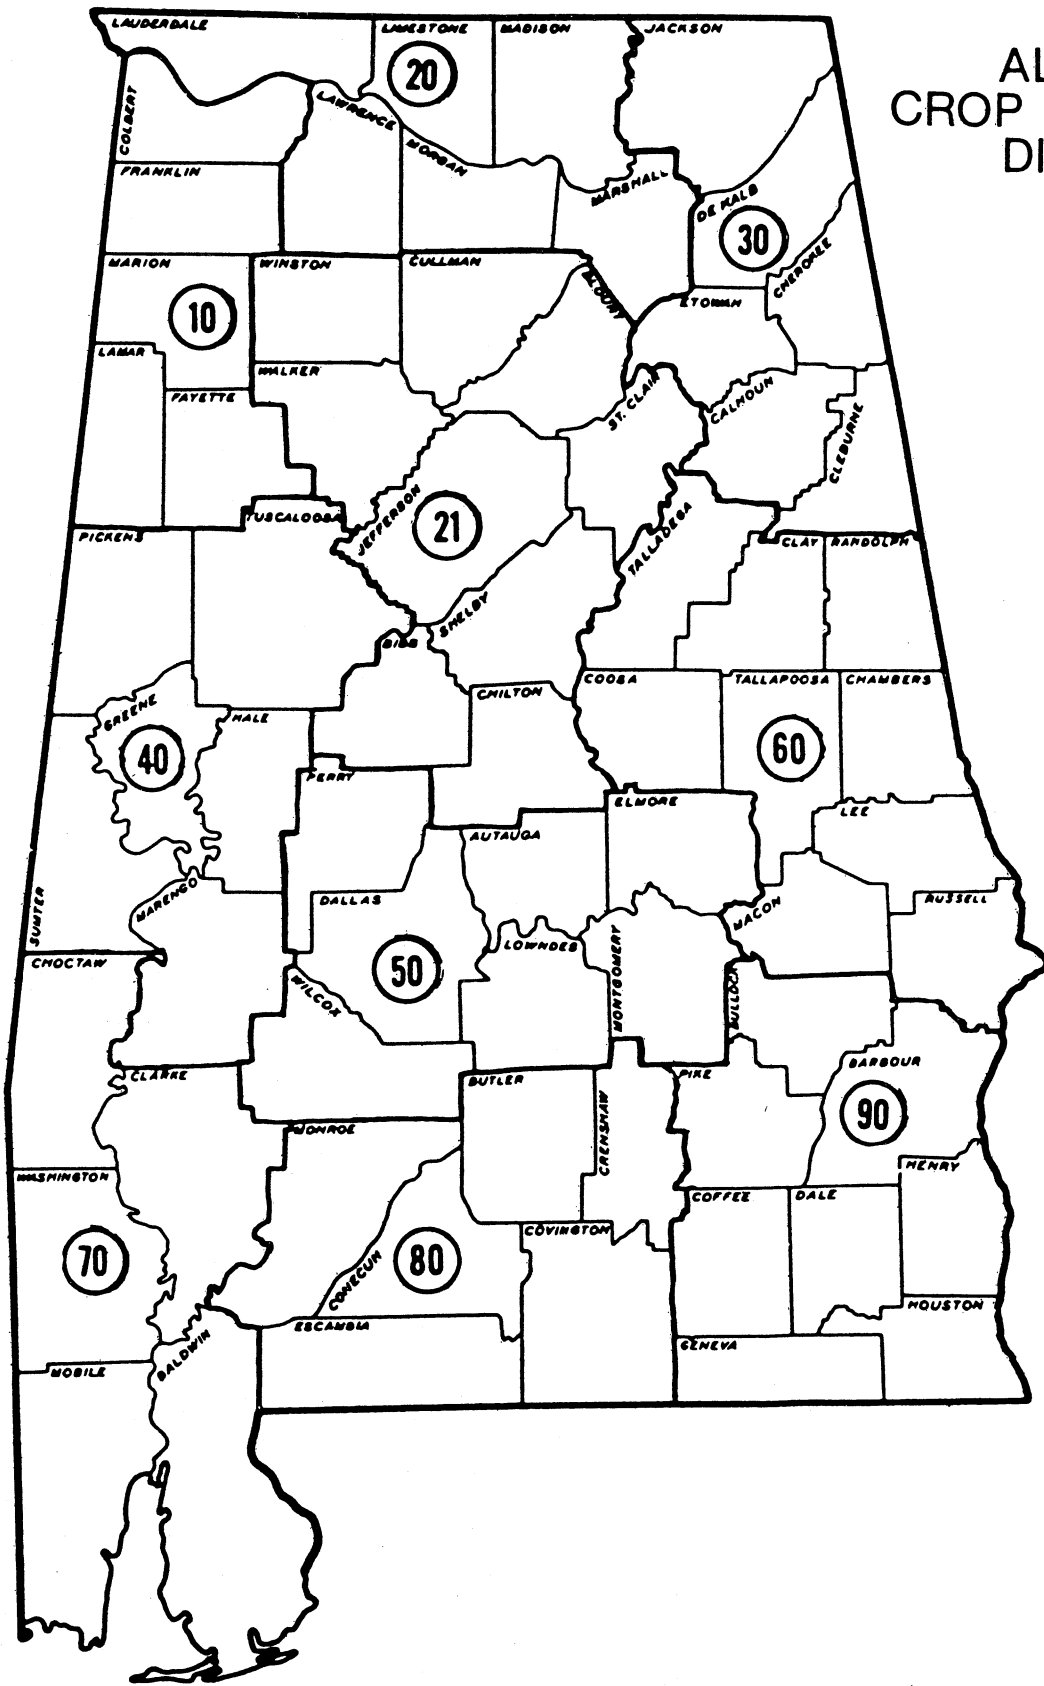 AL
CROP
DI
LAUDERDALE
LIMESTONE
MADISON
JACKSON
20
COLBERT
LAWRENCE
MORGAN
FRANKLIN
MARSHALL
DE KALB
30
CHEROKEE
MARION
WINSTON
CULLMAN
BLOUNT
ETOWAH
10
LAMAR
WALKER
FAYETTE
ST. CLAIR
CALHOUN
CLEBURNE
JEFFERSON
21
TUSCALOOSA
TALLADEGA
PICKENS
CLAY
RANDOLPH
SHELBY
BIBB
COOSA
TALLAPOOSA
CHAMBERS
CHILTON
GREENE
HALE
40
60
PERRY
ELMORE
LEE
AUTAUGA
SUMTER
MARENGO
DALLAS
MACON
RUSSELL
CHOCTAW
LOWNDES
MONTGOMERY
50
WILCOX
BULLOCK
CLARKE
BUTLER
PIKE
BARBOUR
CRENSHAW
90
MONROE
WASHINGTON
HENRY
COFFEE
DALE
COVINGTON
70
80
CONECUH
HOUSTON
ESCAMBIA
BALDWIN
GENEVA
MOBILE